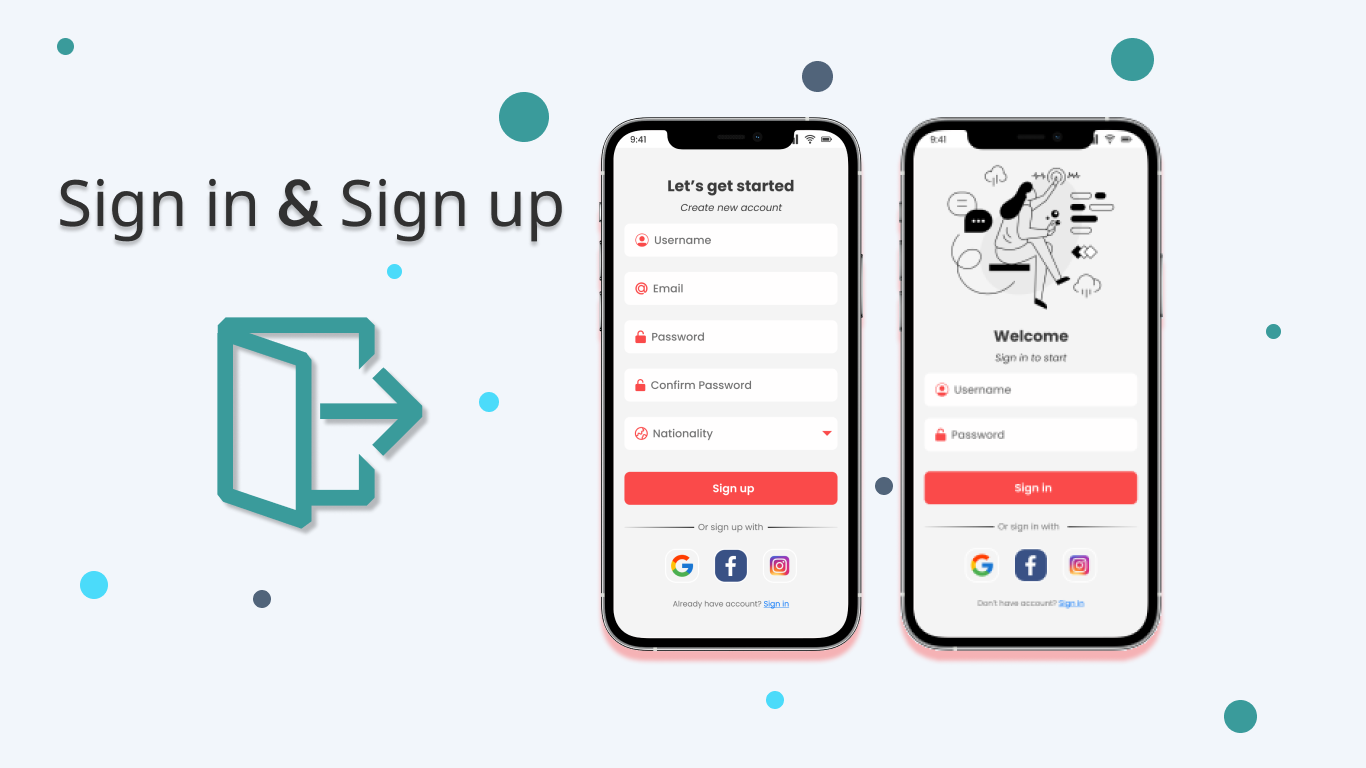 Sign in & Sign up
9:41
Let's get started
Create new account
Username
Email
Password
Confirm Password
Nationality
Sign up
Or sign up with
Already have account? Sign in
9:41
Welcome
Sign in to start
Username
Password
Sign in
Or sign in with
Don't have account? Sign in